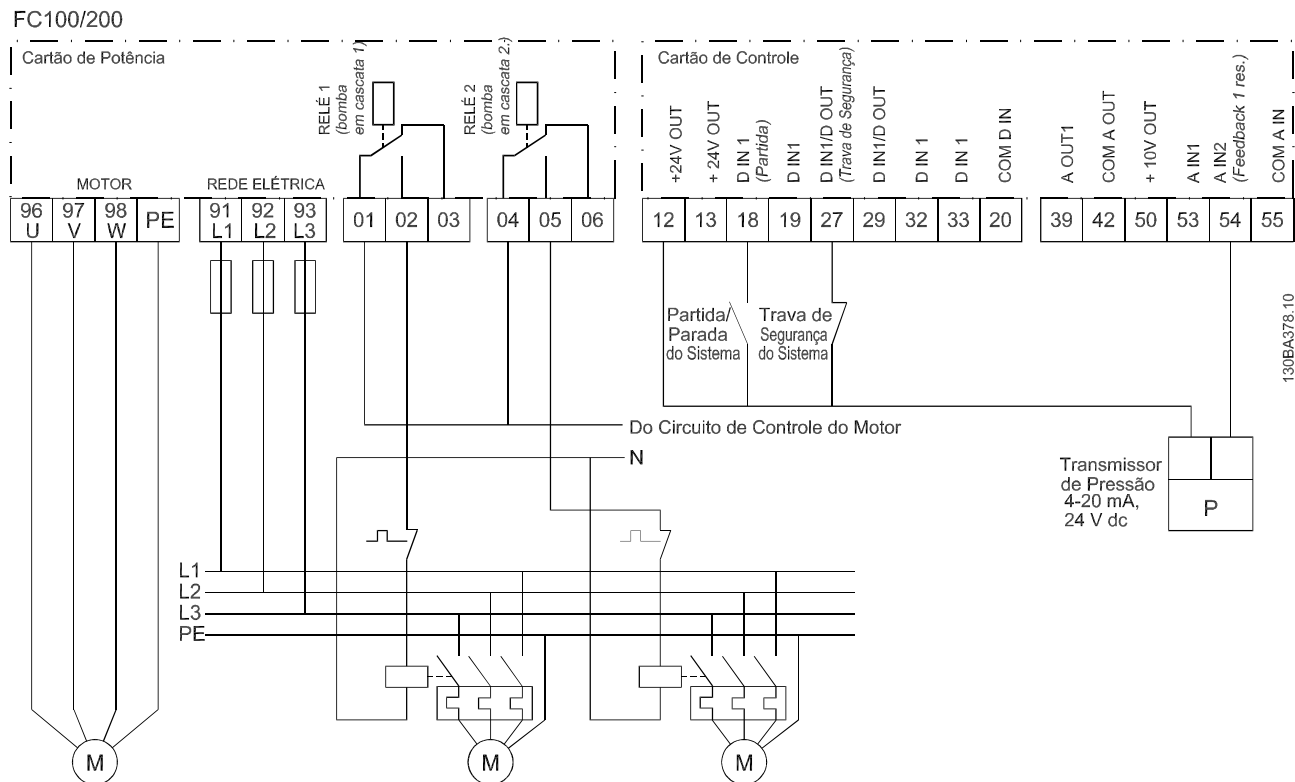 FC100/200
Cartão de Potência
RELÉ 1
(bomba
em cascata 1)
RELÉ 2
(bomba
em cascata 2.)
MOTOR
REDE ELÉTRICA
96
U
97
V
98
W
PE
91
L1
92
L2
93
L3
01
02
03
04
05
06
Cartão de Controle
+24V OUT
+ 24V OUT
D IN 1
(Partida)
D IN1
D IN1/D OUT
(Trava de Segurança)
D IN1/D OUT
D IN 1
D IN 1
COM D IN
A OUT1
COM A OUT
+ 10V OUT
A IN1
A IN2
(Feedback 1 res.)
COM A IN
12
13
18
19
27
29
32
33
20
39
42
50
53
54
55
Partida/
Parada
do Sistema
Trava de
Segurança
do Sistema
130BA378.10
Do Circuito de Controle do Motor
N
Transmissor
de Pressão
4-20 mA,
24 V dc
P
L1
L2
L3
PE
M
M
M